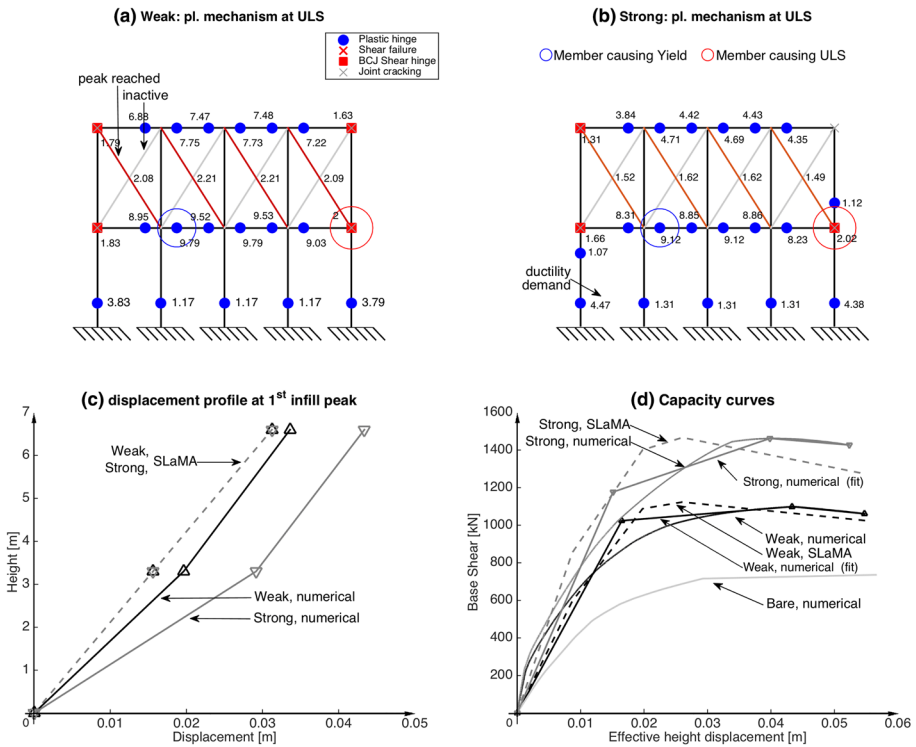 (a) Weak: pl. mechanism at ULS
Plastic hinge
Shear failure
BCJ Shear hinge
Joint cracking
peak reached
inactive
6.88
7.47
7.48
1.63
1.79
7.75
7.73
7.22
2.08
2.21
2.21
2.09
8.95
9.52
9.53
2
1.83
9.79
9.79
9.03
3.83
1.17
1.17
1.17
3.79
(b) Strong: pl. mechanism at ULS
Member causing Yield
Member causing ULS
3.84
4.42
4.43
1.31
4.71
4.69
4.35
1.52
1.62
1.62
1.49
1.12
8.31
8.85
8.86
1.66
9.12
9.12
8.23
2.02
1.07
ductility
demand
4.47
1.31
1.31
1.31
4.38
(c) displacement profile at 1st infill peak
Height [m]
7
6
5
4
3
2
1
0
Weak,
Strong, SLaMA
Weak, numerical
Strong, numerical
0
0.01
0.02
0.03
0.04
0.05
Displacement [m]
(d) Capacity curves
Base Shear [kN]
1600
1400
1200
1000
800
600
400
200
0
Strong, SLaMA
Strong, numerical
Strong, numerical (fit)
Weak, numerical
Weak, SLaMA
Weak, numerical (fit)
Bare, numerical
0.01
0.02
0.03
0.04
0.05
0.06
Effective height displacement [m]